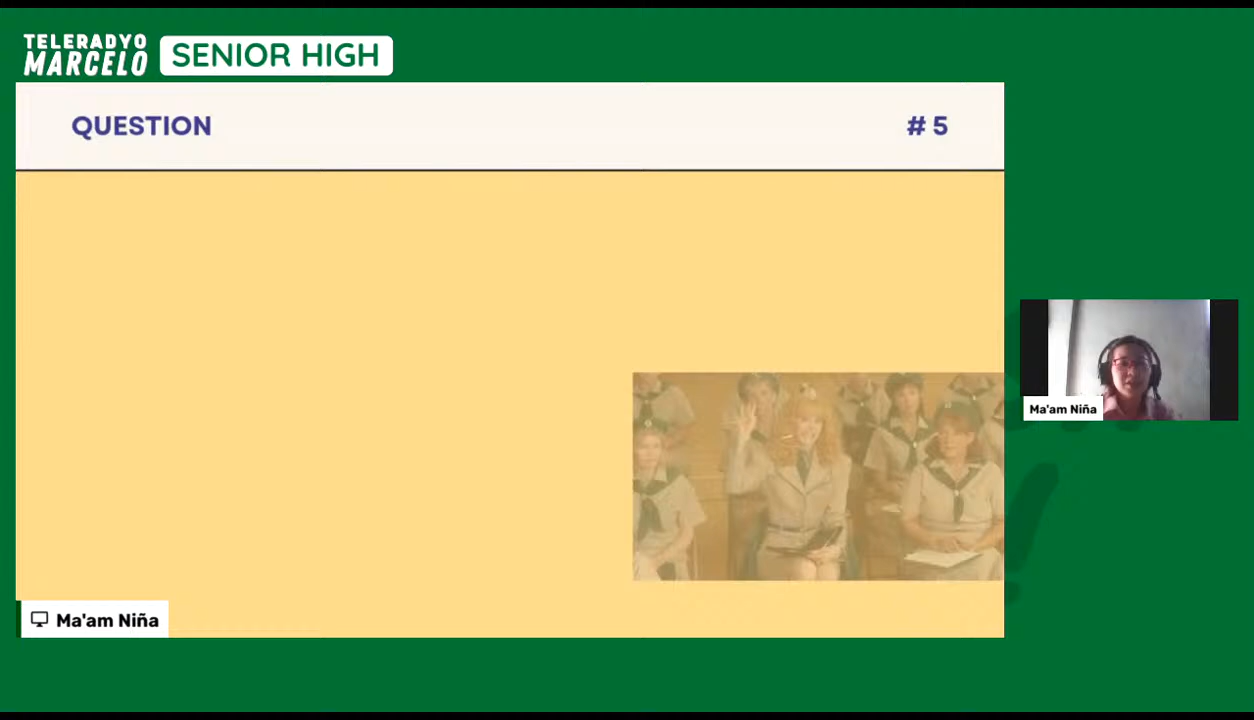 TELERADYO
MARCELO
SENIOR HIGH
QUESTION
# 5
Ma'am Niña
Ma'am Niña